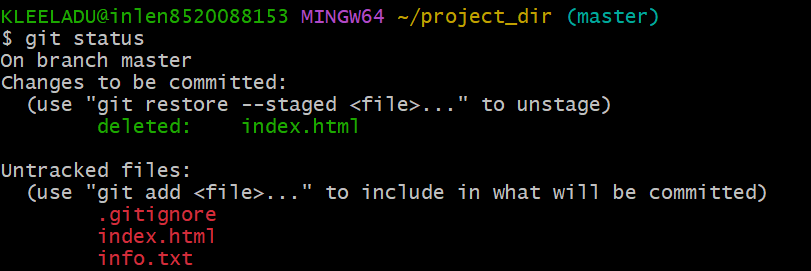 KLEELADU@inlen8520088153 MINGW64 ~/project_dir (master)
$ git status
On branch master
Changes to be committed:
  (use "git restore --staged <file>..." to unstage)
        deleted:    index.html

Untracked files:
  (use "git add <file>..." to include in what will be committed)
        .gitignore
        index.html
        info.txt